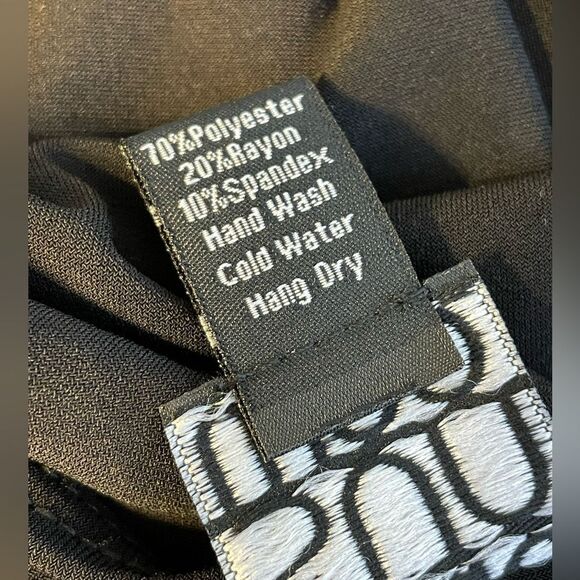 70%Polyester
20%Rayon
10%Spandex
Hand Wash
Cold Water
Hang Dry